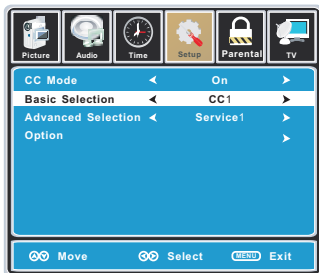 Picture Audio Time Setup Parental TV
CC Mode On
Basic Selection CC1
Advanced Selection Service1
Option
Move Select MENU Exit